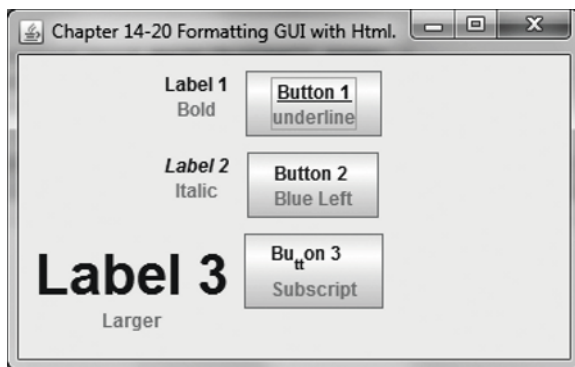 Chapter 14-20 Formatting GUI with Html.
Label 1
Bold
Button 1
underline
Label 2
Italic
Button 2
Blue Left
Label 3
Larger
Button 3
Subscript